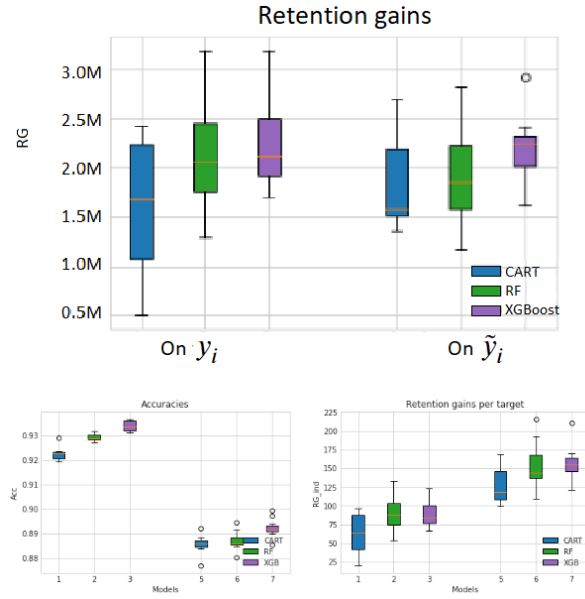 Retention gains
RG
3.0M
2.5M
2.0M
1.5M
1.0M
0.5M
CART
RF
XGBoost
On y_i
On ỹ_i
Accuracies
Acc
0.93
0.92
0.91
0.90
0.89
0.88
CART
RF
XGB
1 2 3 5 6 7
Models
Retention gains per target
RG_ind
200
175
150
125
100
75
50
25
CART
RF
XGB
1 2 3 5 6 7
Models